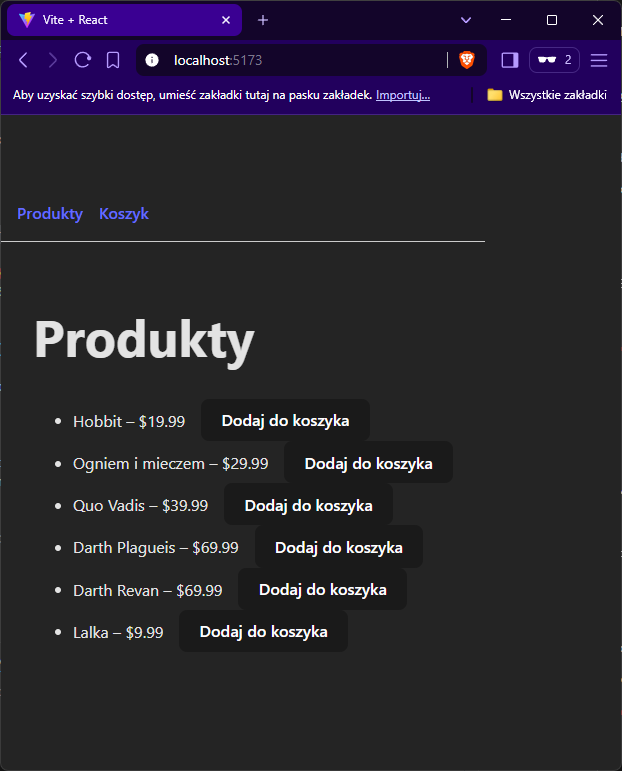 Vite + React
localhost:5173
2
Aby uzyskać szybki dostęp, umieść zakładki tutaj na pasku zakładek. Importuj...
Wszystkie zakładki
Produkty Koszyk
Produkty
Hobbit – $19.99 Dodaj do koszyka
Ogniem i mieczem – $29.99 Dodaj do koszyka
Quo Vadis – $39.99 Dodaj do koszyka
Darth Plagueis – $69.99 Dodaj do koszyka
Darth Revan – $69.99 Dodaj do koszyka
Lalka – $9.99 Dodaj do koszyka